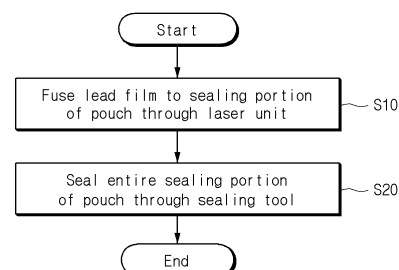 Start
Fuse lead film to sealing portion
of pouch through laser unit
S10
Seal entire sealing portion
of pouch through sealing tool
S20
End